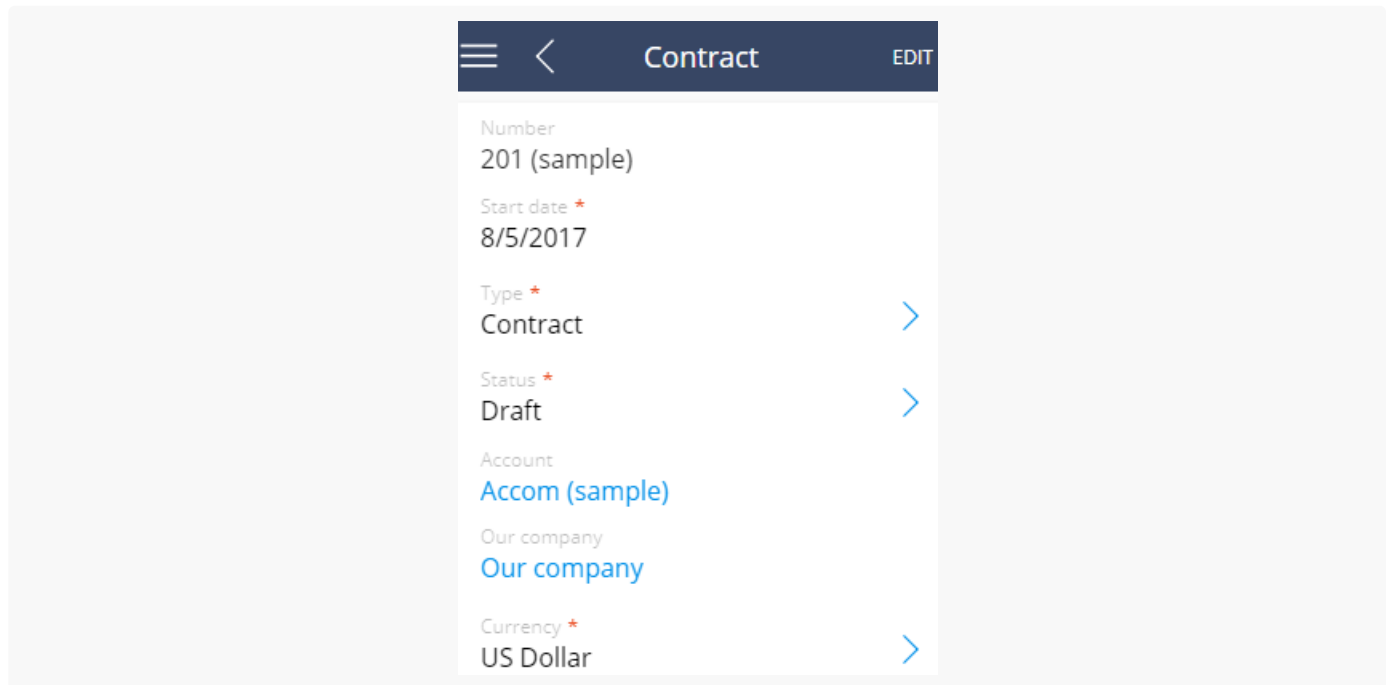 Contract EDIT
Number
201 (sample)
Start date *
8/5/2017
Type *
Contract
Status *
Draft
Account
Accom (sample)
Our company
Our company
Currency *
US Dollar